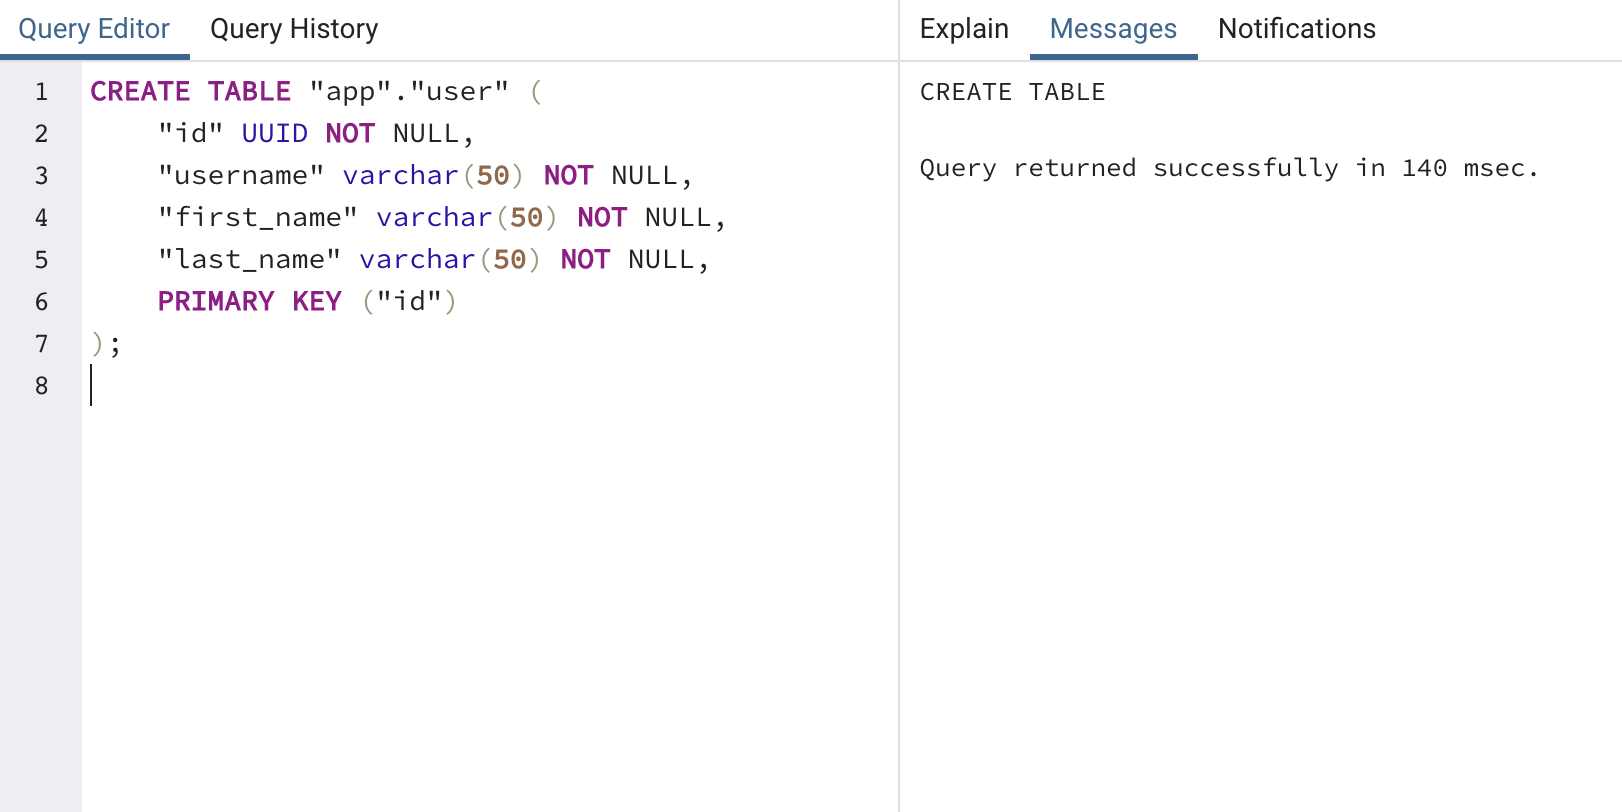 Query Editor Query History
1 CREATE TABLE "app"."user" (
2 "id" UUID NOT NULL,
3 "username" varchar(50) NOT NULL,
4 "first_name" varchar(50) NOT NULL,
5 "last_name" varchar(50) NOT NULL,
6 PRIMARY KEY ("id")
7 );
8
Explain Messages Notifications
CREATE TABLE
Query returned successfully in 140 msec.